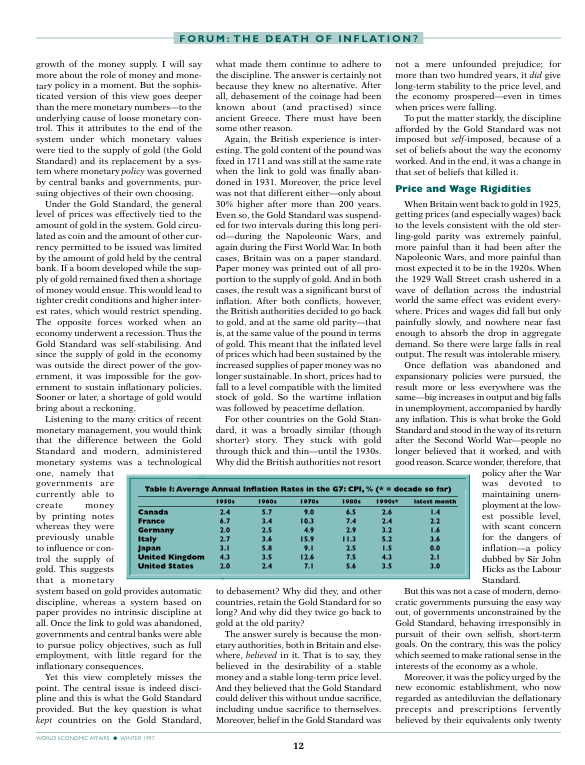 FORUM: THE DEATH OF INFLATION?
growth of the money supply. I will say
more about the role of money and mone-
tary policy in a moment. But the sophis-
ticated version of this view goes deeper
than the mere monetary numbers—to the
underlying cause of loose monetary con-
trol. This it attributes to the end of the
system under which monetary values
were tied to the supply of gold (the Gold
Standard) and its replacement by a sys-
tem where monetary policy was governed
by central banks and governments, pur-
suing objectives of their own choosing.
Under the Gold Standard, the general
level of prices was effectively tied to the
amount of gold in the system. Gold circu-
lated as coin and the amount of other cur-
rency permitted to be issued was limited
by the amount of gold held by the central
bank. If a boom developed while the sup-
ply of gold remained fixed then a shortage
of money would ensue. This would lead to
tighter credit conditions and higher inter-
est rates, which would restrict spending.
The opposite forces worked when an
economy underwent a recession. Thus the
Gold Standard was self-stabilising. And
since the supply of gold in the economy
was outside the direct power of the gov-
ernment, it was impossible for the gov-
ernment to sustain inflationary policies.
Sooner or later, a shortage of gold would
bring about a reckoning.
Listening to the many critics of recent
monetary management, you would think
that the difference between the Gold
Standard and modern, administered
monetary systems was a technological
one, namely that
governments are
currently able to
create money
by printing notes
whereas they were
previously unable
to influence or con-
trol the supply of
gold. This suggests
that a monetary
system based on gold provides automatic
discipline, whereas a system based on
paper provides no intrinsic discipline at
all. Once the link to gold was abandoned,
governments and central banks were able
to pursue policy objectives, such as full
employment, with little regard for the
inflationary consequences.
Yet this view completely misses the
point. The central issue is indeed disci-
pline and this is what the Gold Standard
provided. But the key question is what
kept countries on the Gold Standard,
what made them continue to adhere to
the discipline. The answer is certainly not
because they knew no alternative. After
all, debasement of the coinage had been
known about (and practised) since
ancient Greece. There must have been
some other reason.
Again, the British experience is inter-
esting. The gold content of the pound was
fixed in 1711 and was still at the same rate
when the link to gold was finally aban-
doned in 1931. Moreover, the price level
was not that different either—only about
30% higher after more than 200 years.
Even so, the Gold Standard was suspend-
ed for two intervals during this long peri-
od—during the Napoleonic Wars, and
again during the First World War. In both
cases, Britain was on a paper standard.
Paper money was printed out of all pro-
portion to the supply of gold. And in both
cases, the result was a significant burst of
inflation. After both conflicts, however,
the British authorities decided to go back
to gold, and at the same old parity—that
is, at the same value of the pound in terms
of gold. This meant that the inflated level
of prices which had been sustained by the
increased supplies of paper money was no
longer sustainable. In short, prices had to
fall to a level compatible with the limited
stock of gold. So the wartime inflation
was followed by peacetime deflation.
For other countries on the Gold Stan-
dard, it was a broadly similar (though
shorter) story. They stuck with gold
through thick and thin—until the 1930s.
Why did the British authorities not resort
to debasement? Why did they, and other
countries, retain the Gold Standard for so
long? And why did they twice go back to
gold at the old parity?
The answer surely is because the mon-
etary authorities, both in Britain and else-
where, believed in it. That is to say, they
believed in the desirability of a stable
money and a stable long-term price level.
And they believed that the Gold Standard
could deliver this without undue sacrifice,
including undue sacrifice to themselves.
Moreover, belief in the Gold Standard was
not a mere unfounded prejudice; for
more than two hundred years, it did give
long-term stability to the price level, and
the economy prospered—even in times
when prices were falling.
To put the matter starkly, the discipline
afforded by the Gold Standard was not
imposed but self-imposed, because of a
set of beliefs about the way the economy
worked. And in the end, it was a change in
that set of beliefs that killed it.
Price and Wage Rigidities
When Britain went back to gold in 1925,
getting prices (and especially wages) back
to the levels consistent with the old ster-
ling-gold parity was extremely painful,
more painful than it had been after the
Napoleonic Wars, and more painful than
most expected it to be in the 1920s. When
the 1929 Wall Street crash ushered in a
wave of deflation across the industrial
world the same effect was evident every-
where. Prices and wages did fall but only
painfully slowly, and nowhere near fast
enough to absorb the drop in aggregate
demand. So there were large falls in real
output. The result was intolerable misery.
Once deflation was abandoned and
expansionary policies were pursued, the
result more or less everywhere was the
same—big increases in output and big falls
in unemployment, accompanied by hardly
any inflation. This is what broke the Gold
Standard and stood in the way of its return
after the Second World War—people no
longer believed that it worked, and with
good reason. Scarce wonder, therefore, that
policy after the War
was devoted to
maintaining unem-
ployment at the low-
est possible level,
with scant concern
for the dangers of
inflation—a policy
dubbed by Sir John
Hicks as the Labour
Standard.
But this was not a case of modern, demo-
cratic governments pursuing the easy way
out, of governments unconstrained by the
Gold Standard, behaving irresponsibly in
pursuit of their own selfish, short-term
goals. On the contrary, this was the policy
which seemed to make rational sense in the
interests of the economy as a whole.
Moreover, it was the policy urged by the
new economic establishment, who now
regarded as antediluvian the deflationary
precepts and prescriptions fervently
believed by their equivalents only twenty
Table I: Average Annual Inflation Rates in the G7: CPI, % (* = decade so far)
1950s 1960s 1970s 1980s 1990s* latest month
Canada 2.4 5.7 9.0 6.5 2.6 1.4
France 6.7 3.4 10.3 7.4 2.4 2.2
Germany 2.0 2.5 4.9 2.9 3.2 1.6
Italy 2.7 3.6 15.9 11.3 5.2 3.6
Japan 3.1 5.8 9.1 2.5 1.5 0.0
United Kingdom 4.3 3.5 12.6 7.5 4.3 2.1
United States 2.0 2.4 7.1 5.6 3.5 3.0
WORLD ECONOMIC AFFAIRS ● WINTER 1997
12